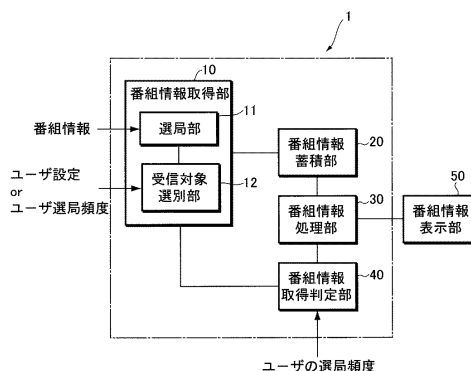 1
10
番組情報取得部
11
選局部
番組情報
12
受信対象
選別部
ユーザ設定
or
ユーザ選局頻度
20
番組情報
蓄積部
30
番組情報
処理部
50
番組情報
表示部
40
番組情報
取得判定部
ユーザの選局頻度